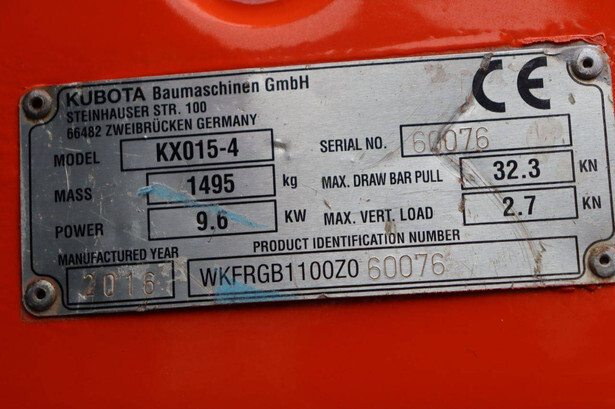 KUBOTA Baumaschinen GmbH
STEINHAUSER STR. 100
66482 ZWEIBRÜCKEN GERMANY
CE
MODEL KX015-4 SERIAL NO. 60076
MASS 1495 kg MAX. DRAW BAR PULL 32.3 KN
POWER 9.6 KW MAX. VERT. LOAD 2.7 KN
MANUFACTURED YEAR PRODUCT IDENTIFICATION NUMBER
2016 WKFRGB1100Z060076